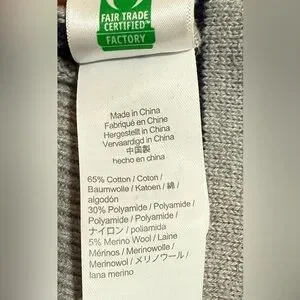 FAIR TRADE
CERTIFIED™
FACTORY
Made in China
Fabriqué en Chine
Hergestellt in China
Vervaardigd in China
中国製
hecho en china
65% Cotton / Coton /
Baumwolle / Katoen / 綿 /
algodón
30% Polyamide / Polyamide /
Polyamide / Polyamide /
ナイロン / poliamida
5% Merino Wool / Laine
Mérinos / Merinowolle /
Merinowol / メリノウール /
lana merino